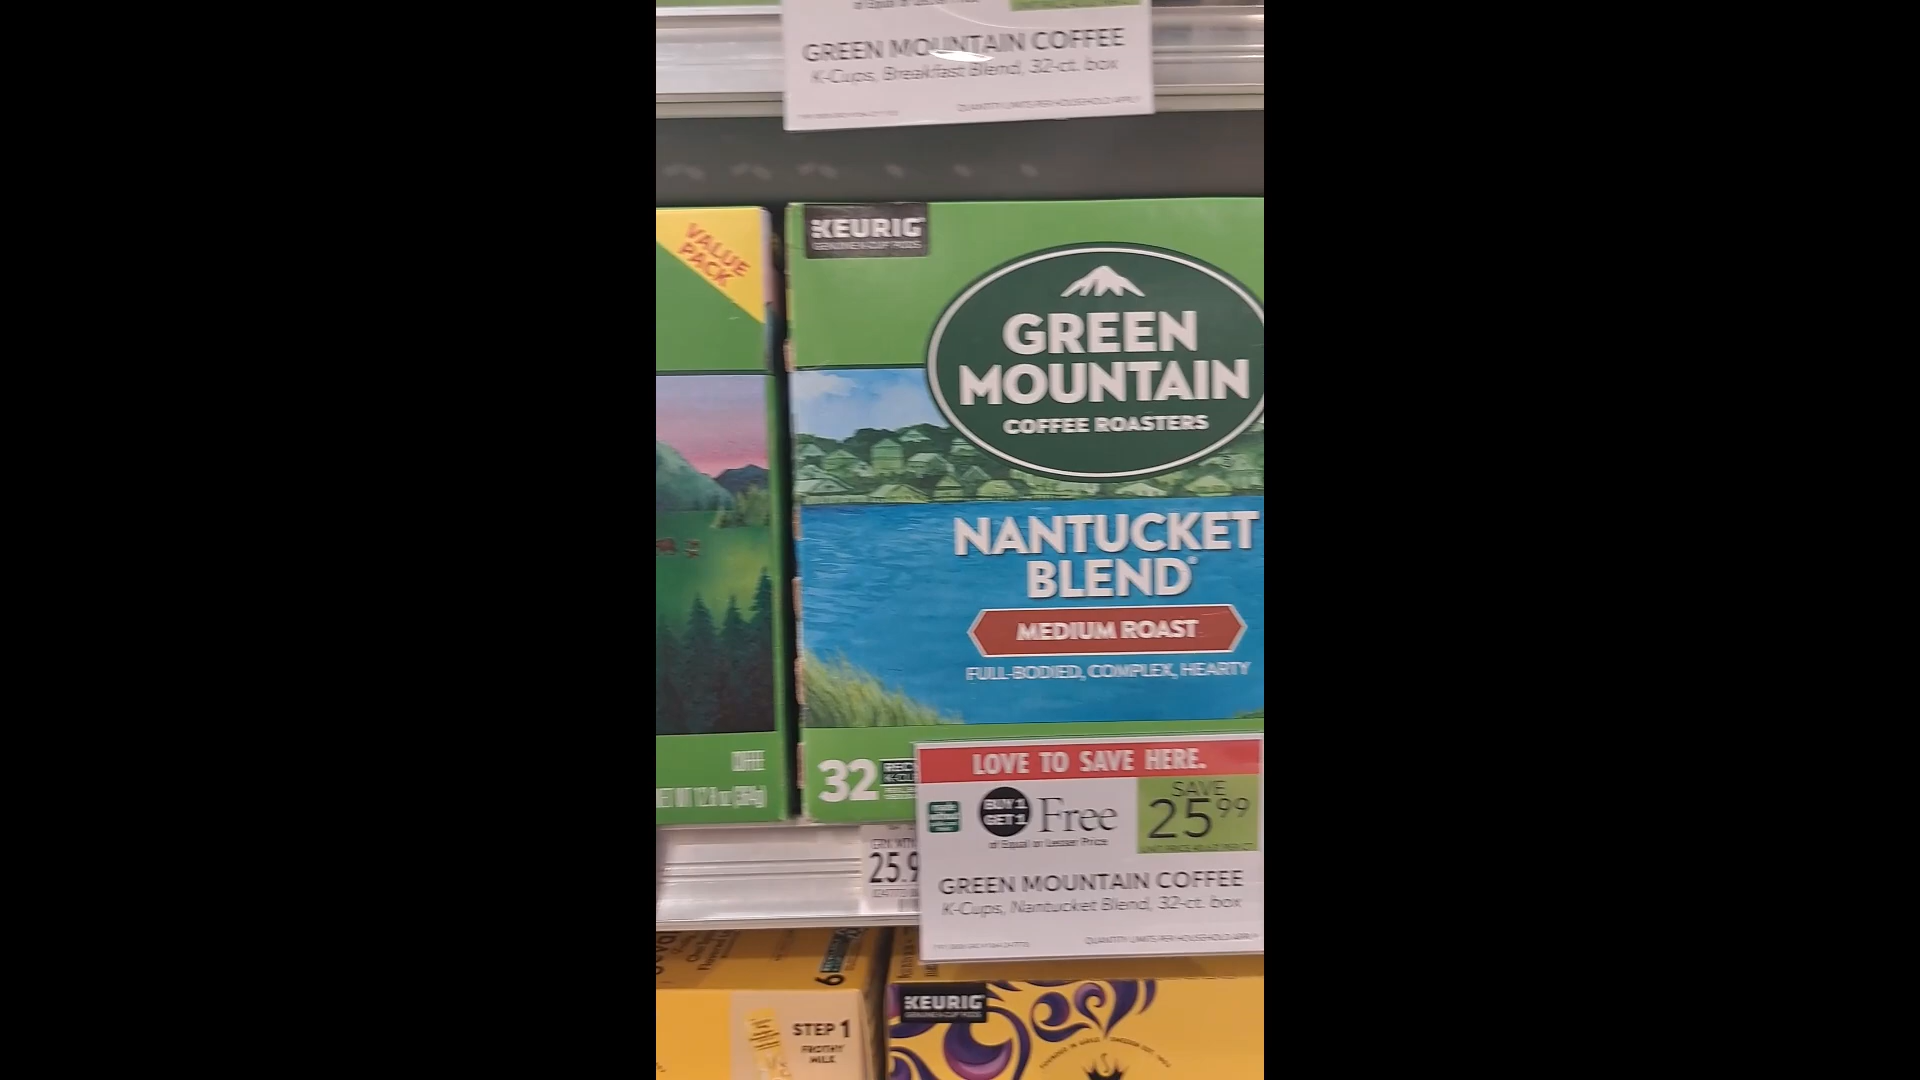 GREEN MOUNTAIN COFFEE
K-Cups, Breakfast Blend, 32-ct. box
QUANTITY LIMITS PER HOUSEHOLD APPLY
VALUE
PACK
KEURIG
GENUINE K-CUP PODS
GREEN
MOUNTAIN
COFFEE ROASTERS
NANTUCKET
BLEND
MEDIUM ROAST
FULL-BODIED, COMPLEX, HEARTY
COFFEE
32
LOVE TO SAVE HERE.
BUY 1
GET 1
Free
of Equal or Lesser Price
SAVE
25 99
25.9
GREEN MOUNTAIN COFFEE
K-Cups, Nantucket Blend, 32-ct. box
QUANTITY LIMITS PER HOUSEHOLD APPLY
STEP 1
FROTHY
MILK
KEURIG
GENUINE K-CUP PODS